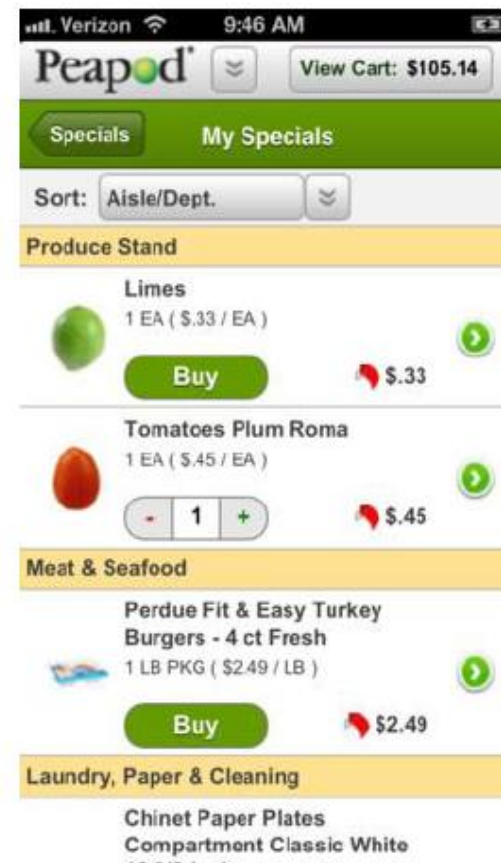 Verizon 9:46 AM
Peapod View Cart: $105.14
Specials My Specials
Sort: Aisle/Dept.
Produce Stand
Limes
1 EA ( $.33 / EA )
Buy $.33
Tomatoes Plum Roma
1 EA ( $.45 / EA )
- 1 + $.45
Meat & Seafood
Perdue Fit & Easy Turkey
Burgers - 4 ct Fresh
1 LB PKG ( $2.49 / LB )
Buy $2.49
Laundry, Paper & Cleaning
Chinet Paper Plates
Compartment Classic White